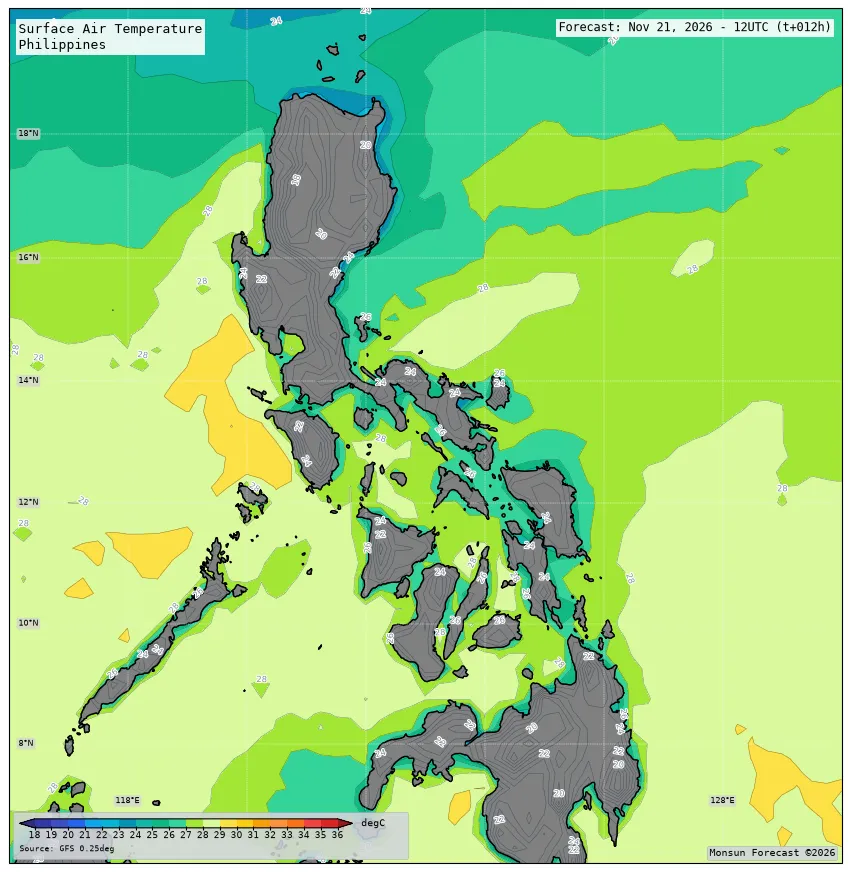 Surface Air Temperature
Philippines
Forecast: Nov 21, 2026 - 12UTC (t+012h)
18°N
16°N
14°N
12°N
10°N
8°N
118°E
128°E
18 19 20 21 22 23 24 25 26 27 28 29 30 31 32 33 34 35 36
degC
Source: GFS 0.25deg
Monsun Forecast ©2026